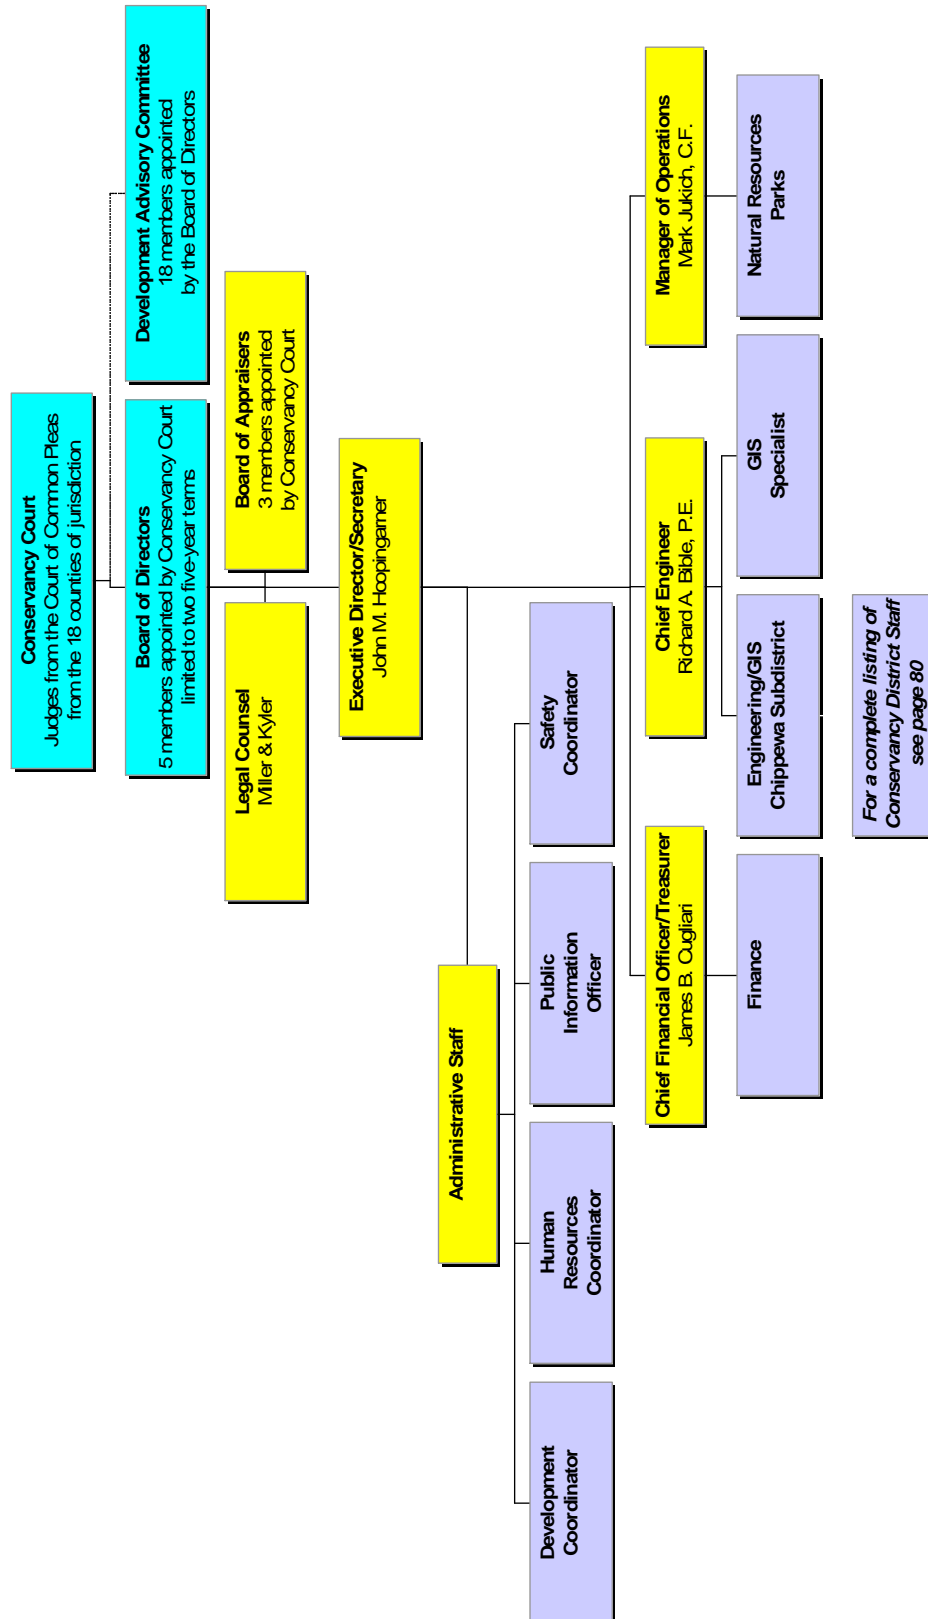 Conservancy Court
Judges from the Court of Common Pleas
from the 18 counties of jurisdiction
Board of Directors
5 members appointed by Conservancy Court
limited to two five-year terms
Development Advisory Committee
18 members appointed
by the Board of Directors
Legal Counsel
Miller & Kyler
Board of Appraisers
3 members appointed
by Conservancy Court
Executive Director/Secretary
John M. Hoopingarner
Administrative Staff
Development
Coordinator
Human
Resources
Coordinator
Public
Information
Officer
Safety
Coordinator
Chief Financial Officer/Treasurer
James B. Cugliari
Chief Engineer
Richard A. Bible, P.E.
Manager of Operations
Mark Jukich, C.F.
Finance
Engineering/GIS
Chippewa Subdistrict
GIS
Specialist
Natural Resources
Parks
For a complete listing of
Conservancy District Staff
see page 80